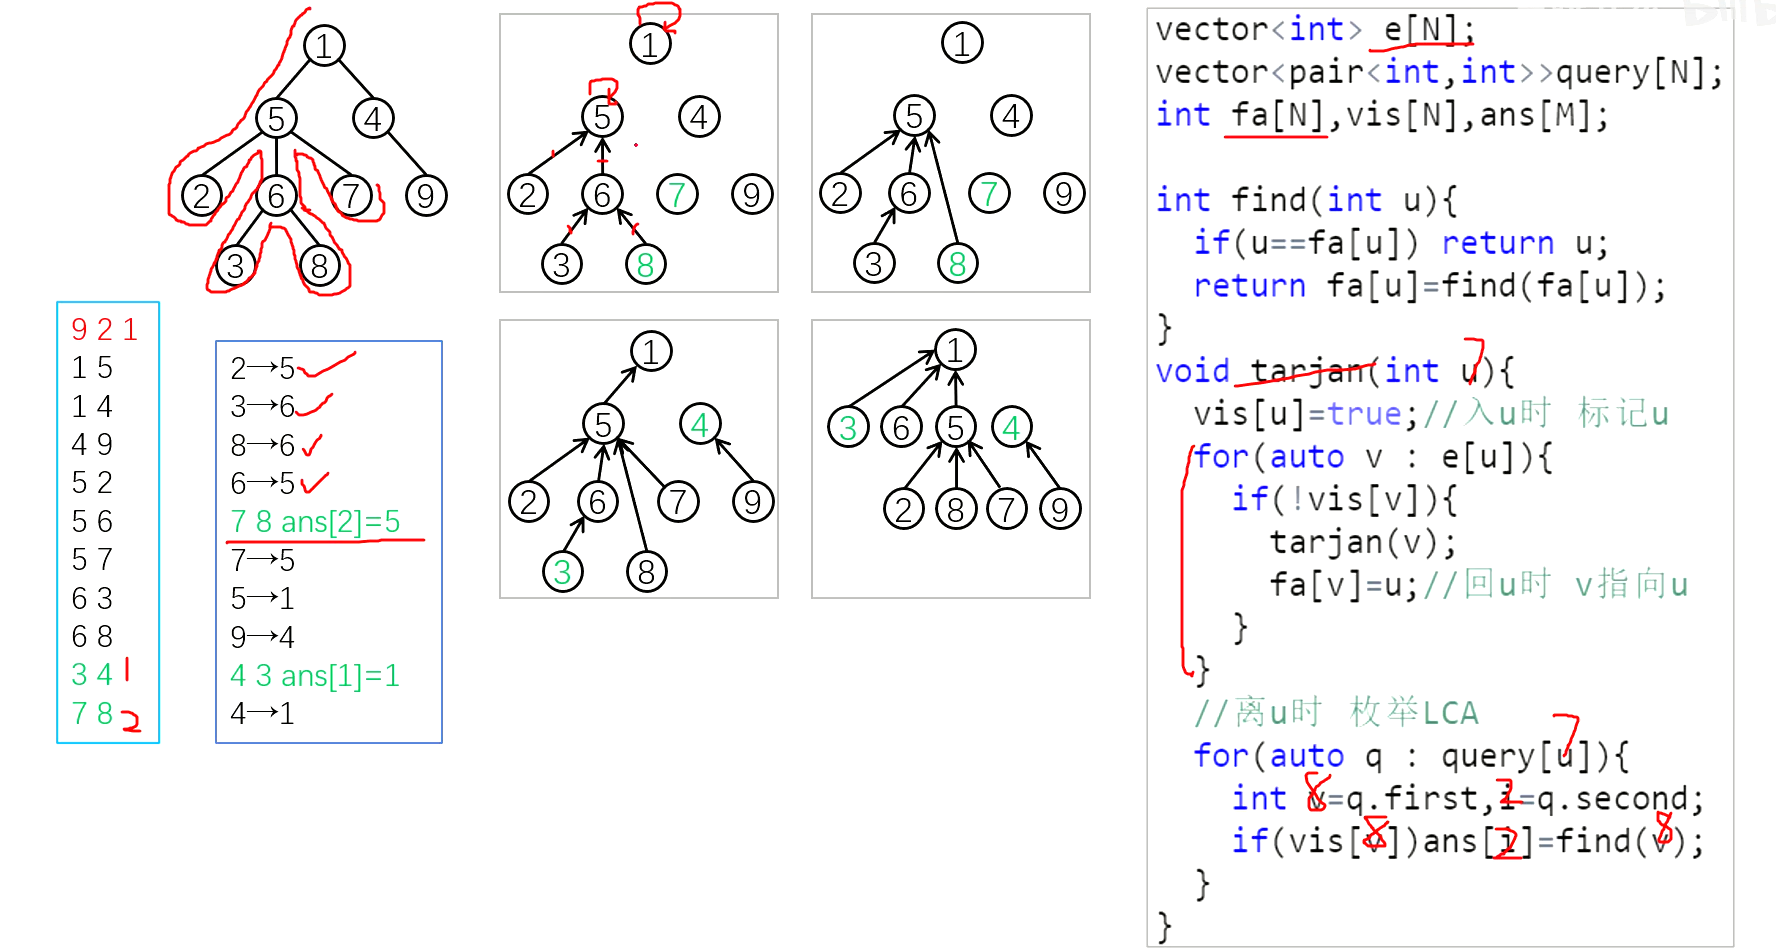 1
5 4
2 6 7 9
3 8
9 2 1
1 5
1 4
4 9
5 2
5 6
5 7
6 3
6 8
3 4 1
7 8 2
2→5
3→6
8→6
6→5
7 8 ans[2]=5
7→5
5→1
9→4
4 3 ans[1]=1
4→1
1
5 4
2 6 7 9
3 8
1
5 4
2 6 7 9
3 8
1
5 4
2 6 7 9
3 8
1
3 6 5 4
2 8 7 9
vector<int> e[N];
vector<pair<int,int>>query[N];
int fa[N],vis[N],ans[M];
int find(int u){
if(u==fa[u]) return u;
return fa[u]=find(fa[u]);
}
7
void tarjan(int u){
vis[u]=true;//入u时 标记u
for(auto v : e[u]){
if(!vis[v]){
tarjan(v);
fa[v]=u;//回u时 v指向u
}
}
//离u时 枚举LCA
7
for(auto q : query[u]){
8 2
int v=q.first,i=q.second;
8 2 8
if(vis[v])ans[i]=find(v);
}
}